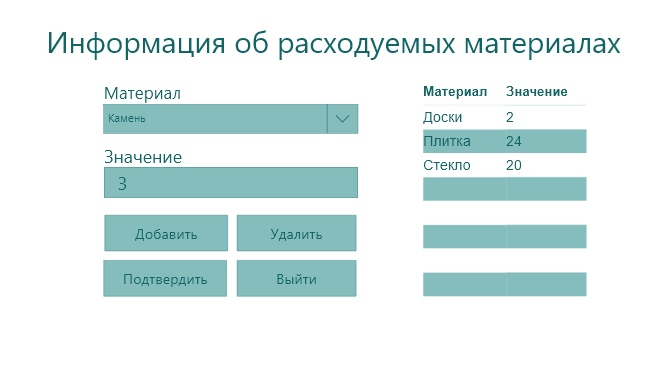 Информация об расходуемых материалах
Материал
Камень
Значение
3
Добавить Удалить
Подтвердить Выйти
Материал Значение
Доски 2
Плитка 24
Стекло 20